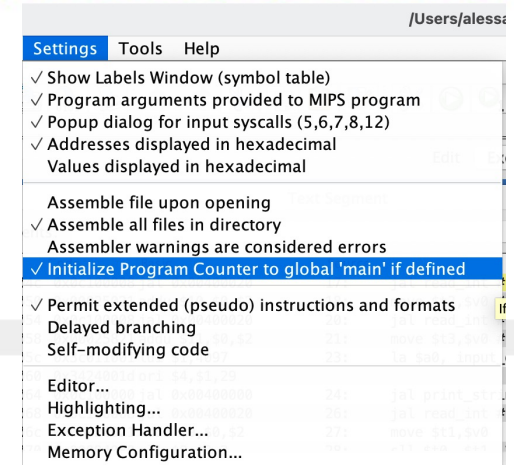 /Users/alessa
Settings Tools Help
✓ Show Labels Window (symbol table)
✓ Program arguments provided to MIPS program
✓ Popup dialog for input syscalls (5,6,7,8,12)
✓ Addresses displayed in hexadecimal
Values displayed in hexadecimal
Assemble file upon opening
✓ Assemble all files in directory
Assembler warnings are considered errors
✓ Initialize Program Counter to global 'main' if defined
✓ Permit extended (pseudo) instructions and formats
If
Delayed branching
Self-modifying code
Editor...
Highlighting...
Exception Handler...
Memory Configuration...